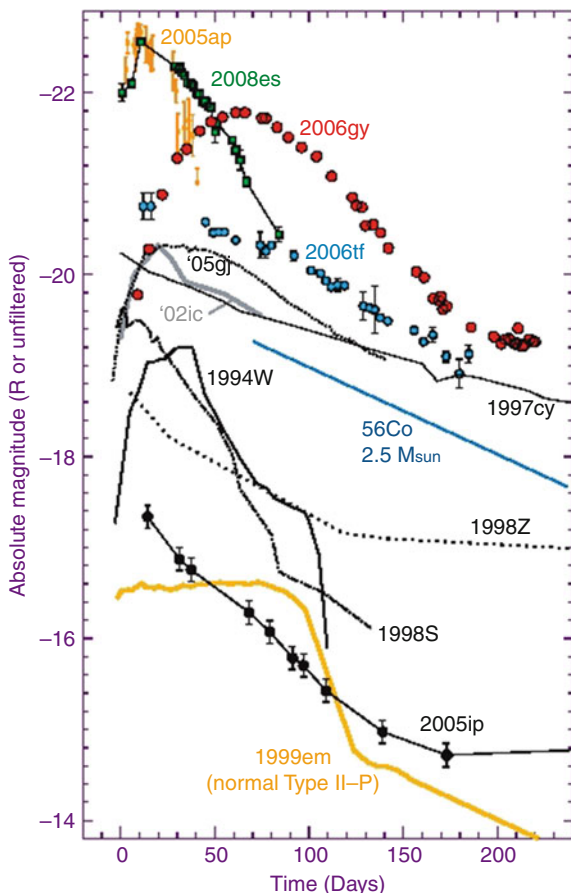 2005ap
2008es
2006gy
2006tf
'05gj
'02ic
1994W
1997cy
56Co
2.5 Msun
1998Z
1998S
2005ip
1999em
(normal Type II–P)
Absolute magnitude (R or unfiltered)
–22
–20
–18
–16
–14
0
50
100
150
200
Time (Days)